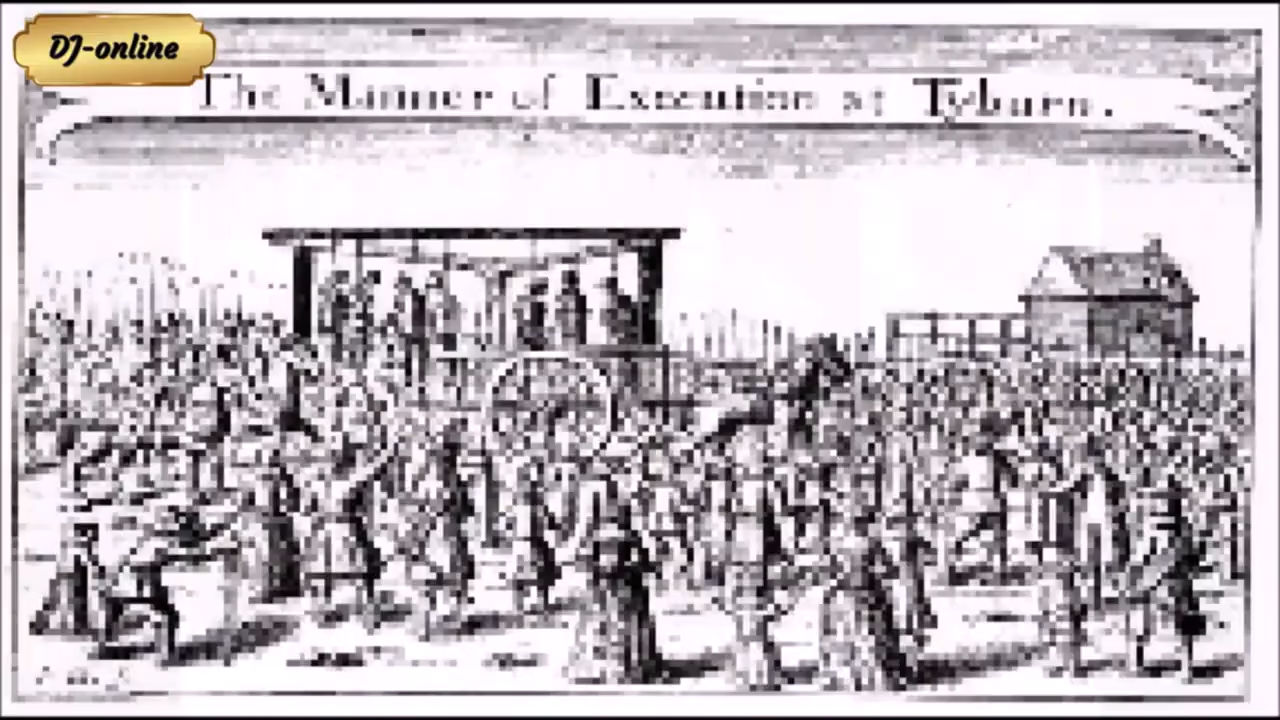 DJ-online
The Manner of Execution at Tyburn.